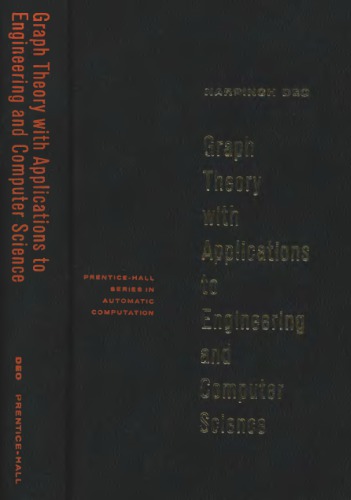 Graph Theory with Applications to
Engineering and Computer Science
DEO PRENTICE-HALL
PRENTICE-HALL
SERIES IN
AUTOMATIC
COMPUTATION
NARSINGH DEO
Graph
Theory
with
Applications
to
Engineering
and
Computer
Science